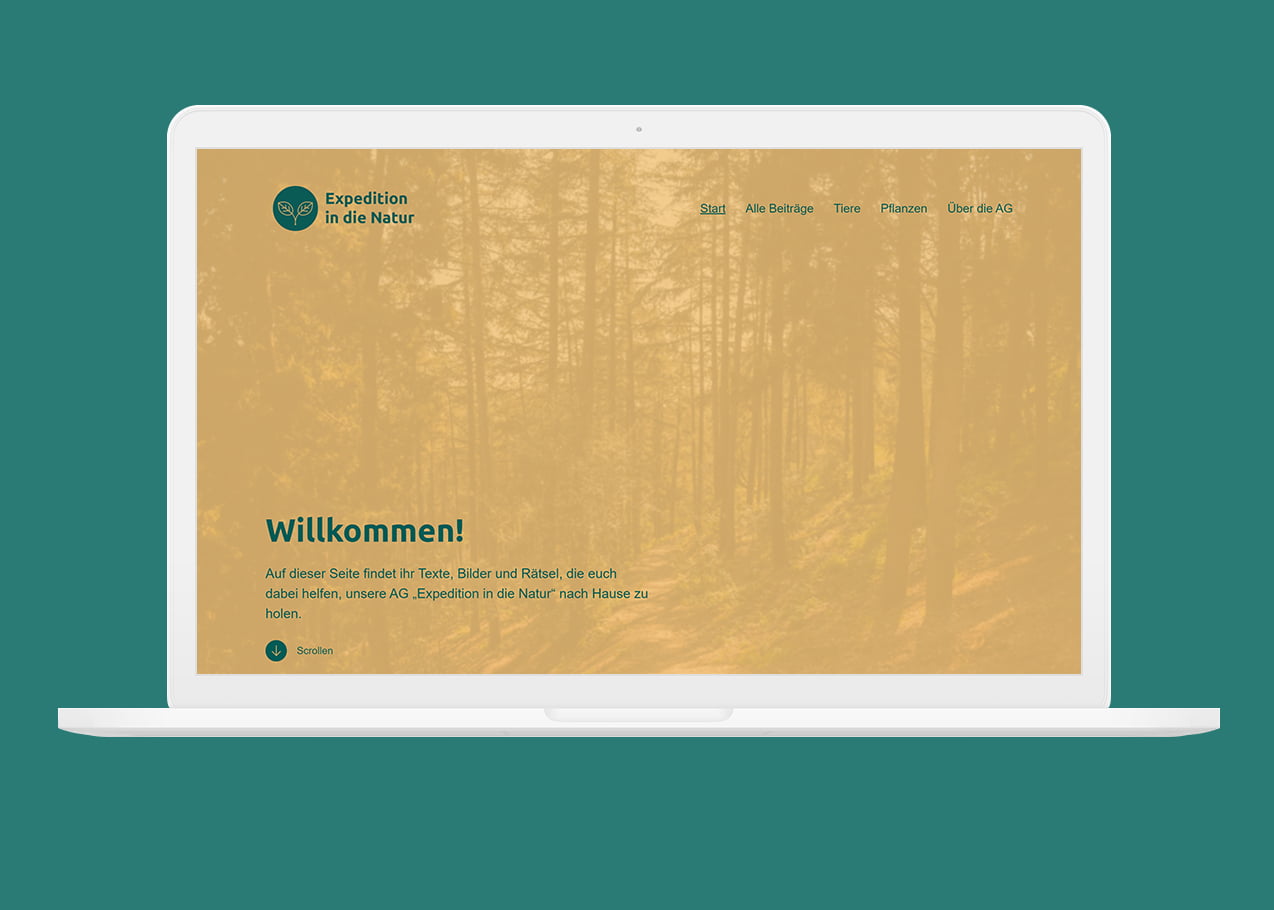 Expedition
in die Natur
Start Alle Beiträge Tiere Pflanzen Über die AG
Willkommen!
Auf dieser Seite findet ihr Texte, Bilder und Rätsel, die euch
dabei helfen, unsere AG „Expedition in die Natur“ nach Hause zu
holen.
Scrollen